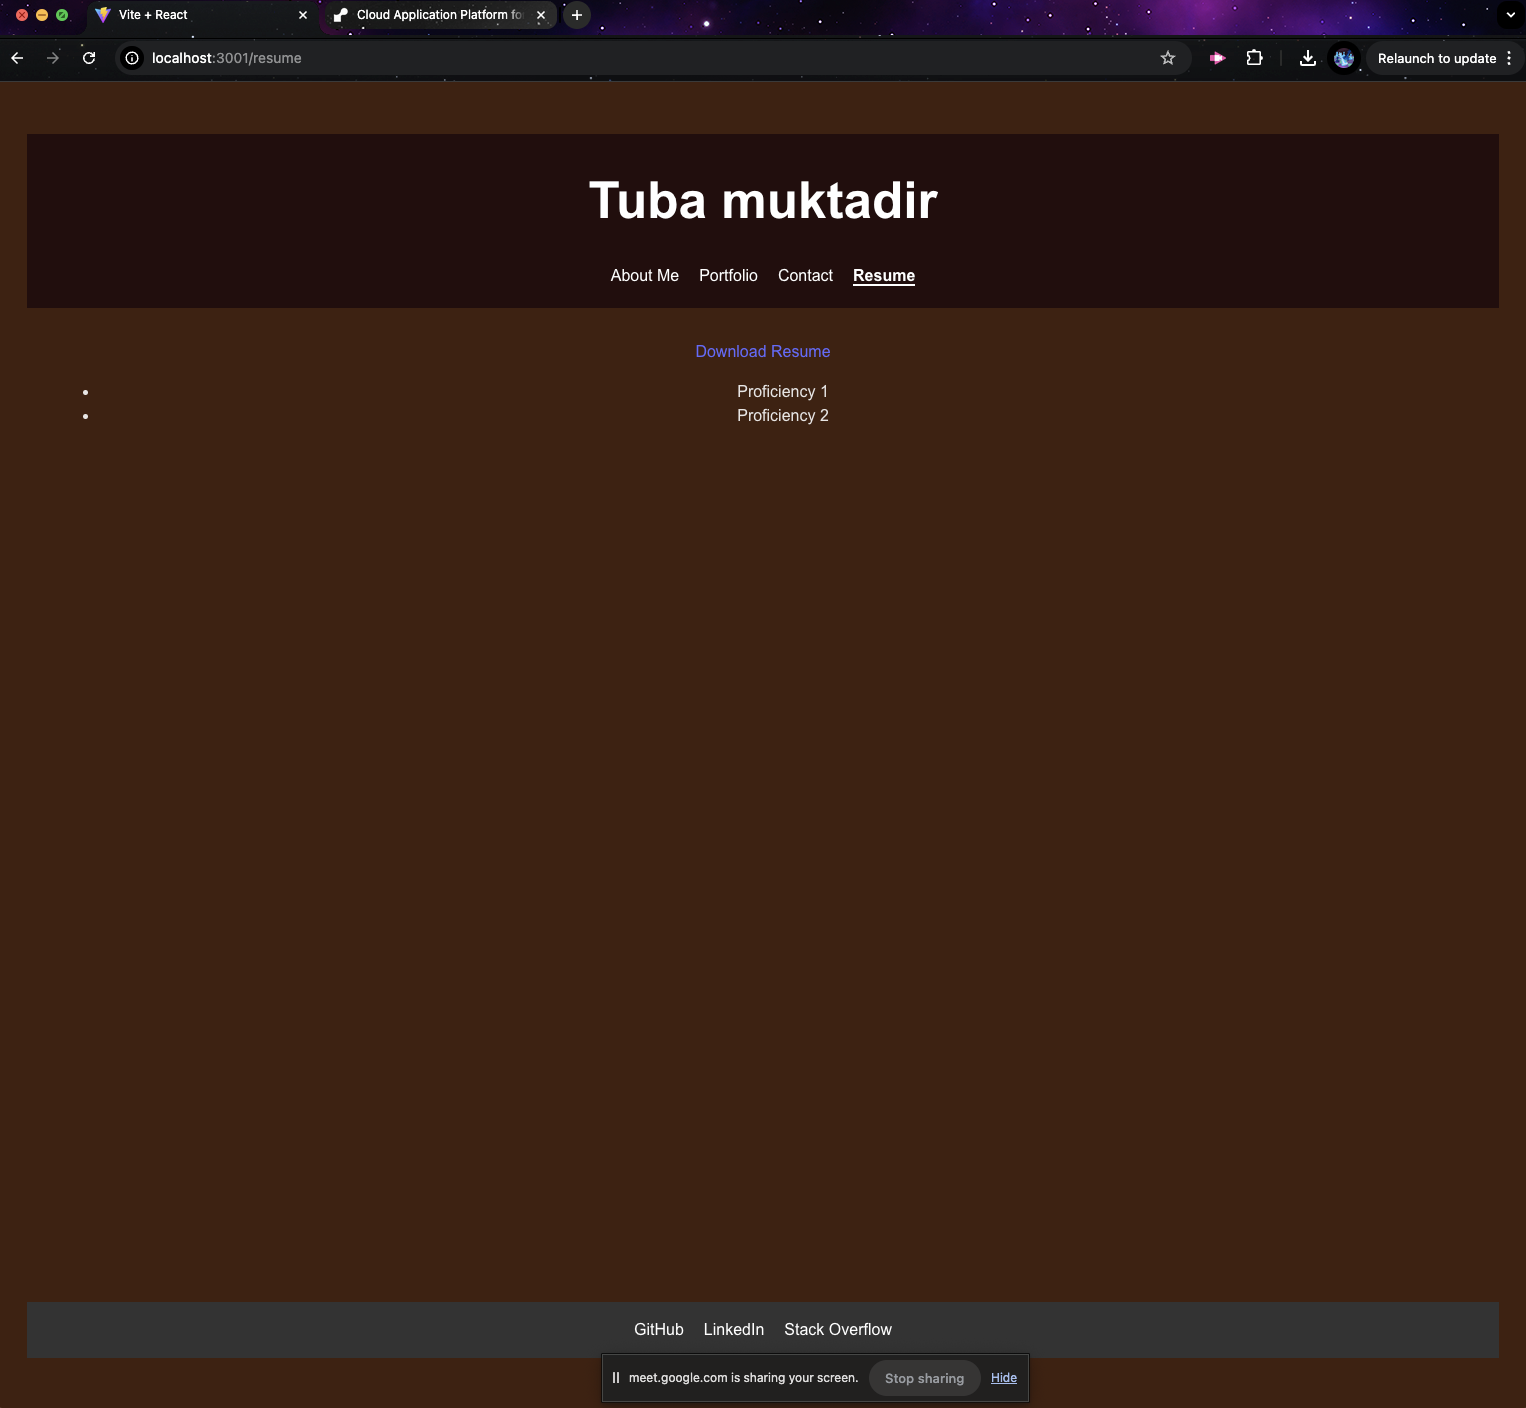 Vite + React
Cloud Application Platform fo
localhost:3001/resume
Relaunch to update
Tuba muktadir
About Me Portfolio Contact Resume
Download Resume
• Proficiency 1
• Proficiency 2
GitHub LinkedIn Stack Overflow
meet.google.com is sharing your screen. Stop sharing Hide